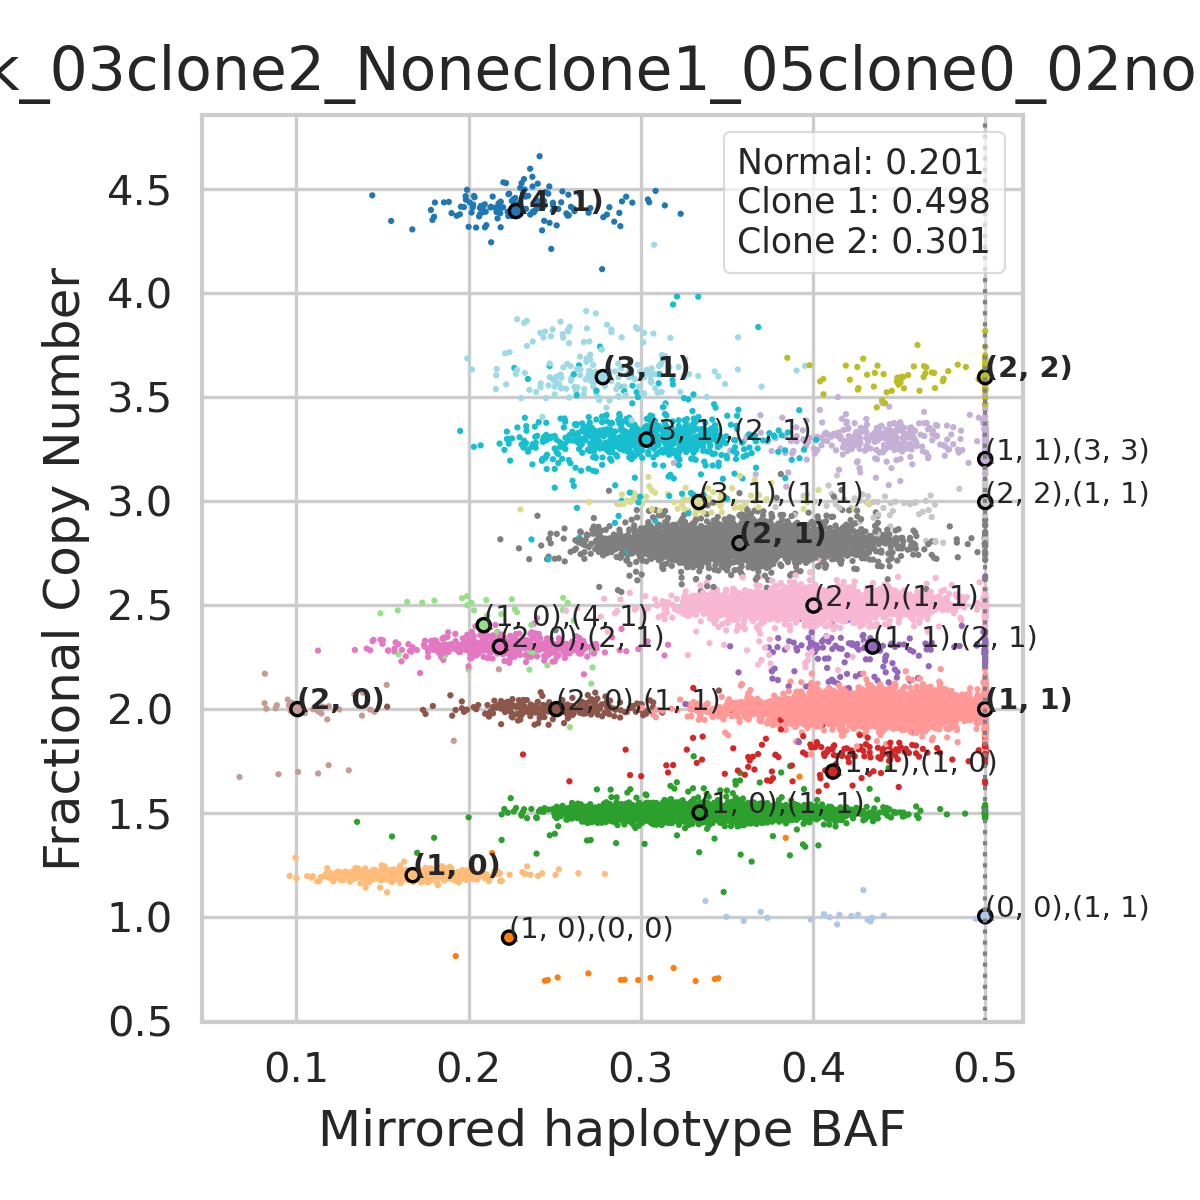 k_03clone2_Noneclone1_05clone0_02no
Normal: 0.201
Clone 1: 0.498
Clone 2: 0.301
4.5
4.0
3.5
3.0
2.5
2.0
1.5
1.0
0.5
Fractional Copy Number
(4, 1)
(3, 1)
(2, 2)
(3, 1),(2, 1)
(1, 1),(3, 3)
(3, 1),(1, 1)
(2, 2),(1, 1)
(2, 1)
(2, 1),(1, 1)
(1, 0),(4, 1)
(2, 0),(2, 1)
(1, 1),(2, 1)
(2, 0)
(2, 0),(1, 1)
(1, 1)
(1, 1),(1, 0)
(1, 0),(1, 1)
(1, 0)
(0, 0),(1, 1)
(1, 0),(0, 0)
0.1 0.2 0.3 0.4 0.5
Mirrored haplotype BAF